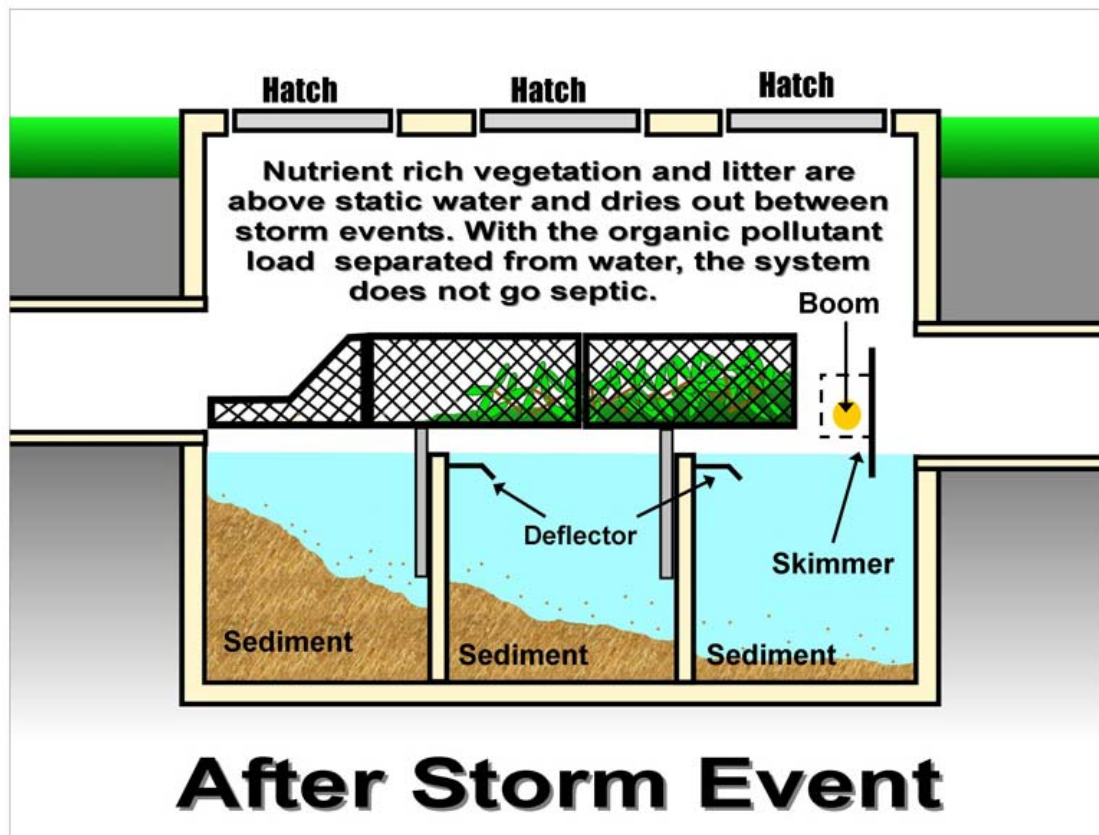 Hatch
Hatch
Hatch
Nutrient rich vegetation and litter are
above static water and dries out between
storm events. With the organic pollutant
load separated from water, the system
does not go septic.
Boom
Deflector
Skimmer
Sediment
Sediment
Sediment
After Storm Event